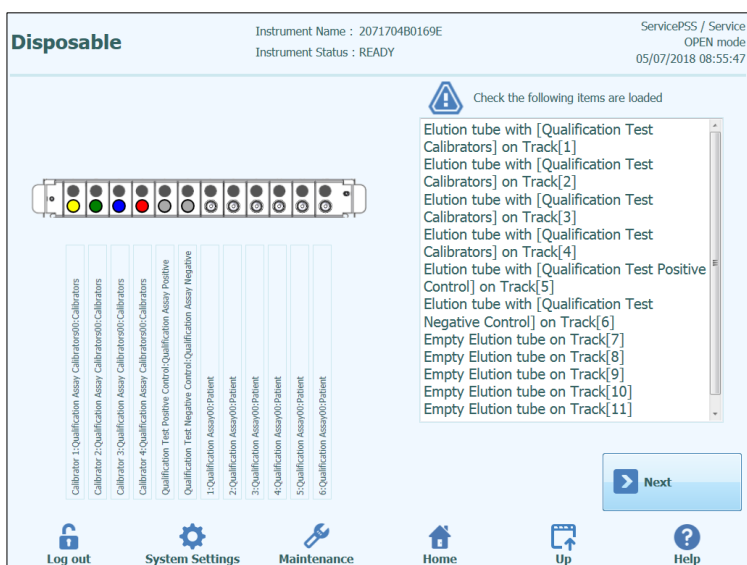 Disposable
Instrument Name : 2071704B0169E
Instrument Status : READY
ServicePSS / Service
OPEN mode
05/07/2018 08:55:47
Check the following items are loaded
Elution tube with [Qualification Test
Calibrators] on Track[1]
Elution tube with [Qualification Test
Calibrators] on Track[2]
Elution tube with [Qualification Test
Calibrators] on Track[3]
Elution tube with [Qualification Test
Calibrators] on Track[4]
Elution tube with [Qualification Test Positive
Control] on Track[5]
Elution tube with [Qualification Test
Negative Control] on Track[6]
Empty Elution tube on Track[7]
Empty Elution tube on Track[8]
Empty Elution tube on Track[9]
Empty Elution tube on Track[10]
Empty Elution tube on Track[11]
Calibrator 1:Qualification Assay Calibrators00:Calibrators
Calibrator 2:Qualification Assay Calibrators00:Calibrators
Calibrator 3:Qualification Assay Calibrators00:Calibrators
Calibrator 4:Qualification Assay Calibrators00:Calibrators
Qualification Test Positive Control:Qualification Assay Positive
Qualification Test Negative Control:Qualification Assay Negative
1:Qualification Assay00:Patient
2:Qualification Assay00:Patient
3:Qualification Assay00:Patient
4:Qualification Assay00:Patient
5:Qualification Assay00:Patient
6:Qualification Assay00:Patient
Next
Log out
System Settings
Maintenance
Home
Up
Help